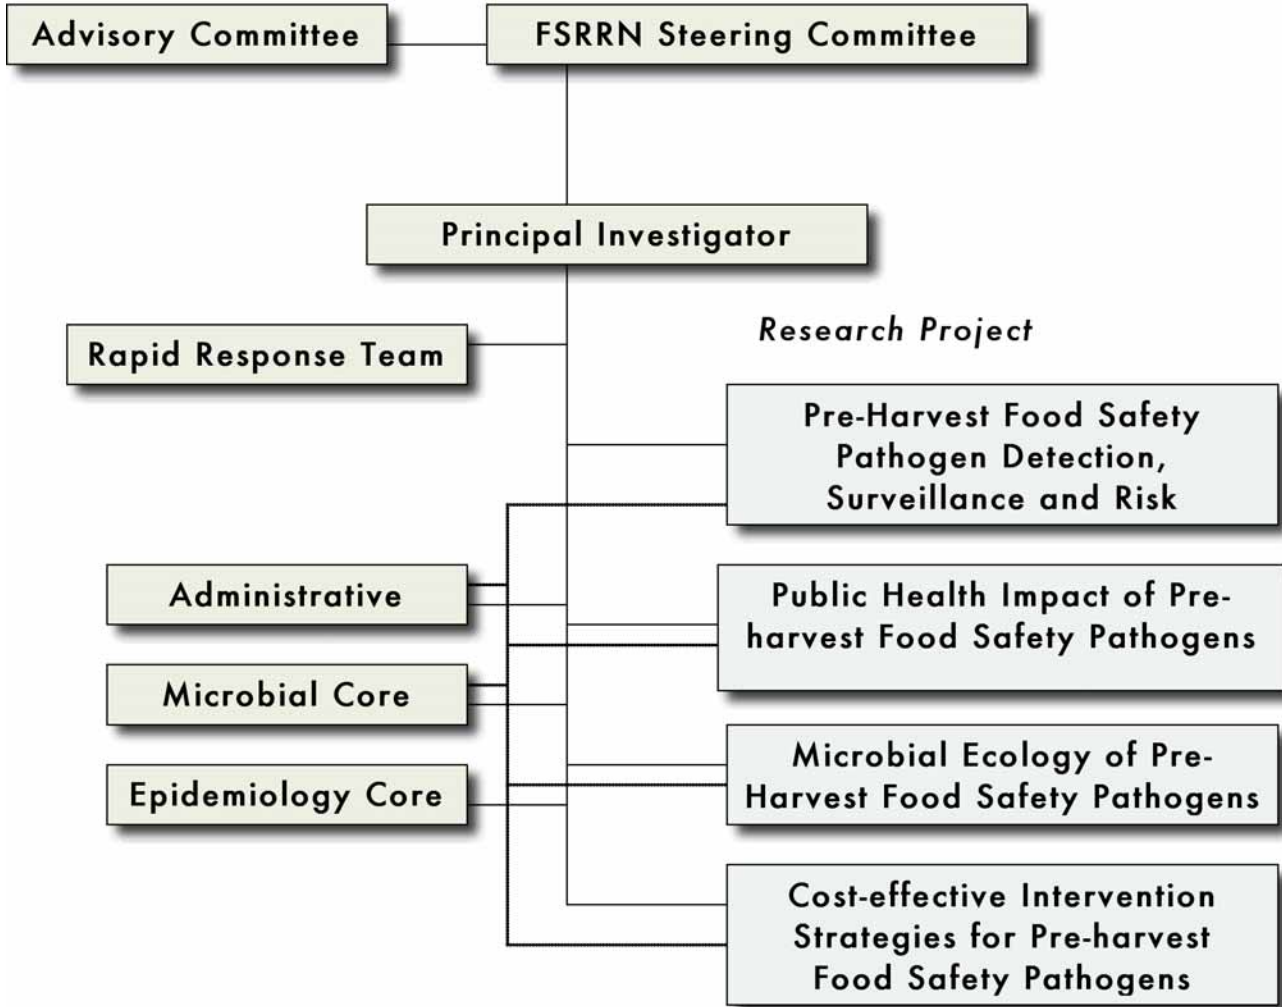 Advisory Committee
FSRRN Steering Committee
Principal Investigator
Rapid Response Team
Research Project
Pre-Harvest Food Safety
Pathogen Detection,
Surveillance and Risk
Administrative
Public Health Impact of Pre-
harvest Food Safety Pathogens
Microbial Core
Microbial Ecology of Pre-
Harvest Food Safety Pathogens
Epidemiology Core
Cost-effective Intervention
Strategies for Pre-harvest
Food Safety Pathogens